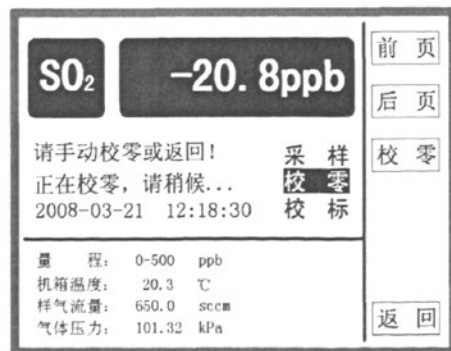 SO₂ -20.8ppb
前 页
后 页
请手动校零或返回!
采 样
校 零
正在校零，请稍候...
校 零
2008-03-21 12:18:30
校 标
量 程: 0-500 ppb
机箱温度: 20.3 ℃
样气流量: 650.0 sccm
气体压力: 101.32 kPa
返 回